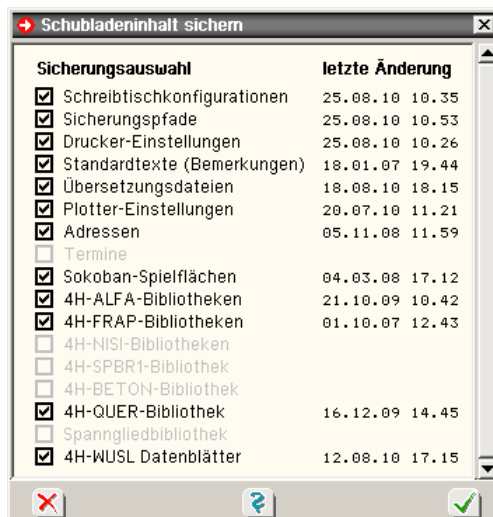 Schubladeninhalt sichern
Sicherungsauswahl letzte Änderung
Schreibtischkonfigurationen 25.08.10 10.35
Sicherungspfade 25.08.10 10.53
Drucker-Einstellungen 25.08.10 10.26
Standardtexte (Bemerkungen) 18.01.07 19.44
Übersetzungsdateien 18.08.10 18.15
Plotter-Einstellungen 20.07.10 11.21
Adressen 05.11.08 11.59
Termine
Sokoban-Spielflächen 04.03.08 17.12
4H-ALFA-Bibliotheken 21.10.09 10.42
4H-FRAP-Bibliotheken 01.10.07 12.43
4H-NISI-Bibliotheken
4H-SPBR1-Bibliothek
4H-BETON-Bibliothek
4H-QUER-Bibliothek 16.12.09 14.45
Spanngliedbibliothek
4H-WUSL Datenblätter 12.08.10 17.15